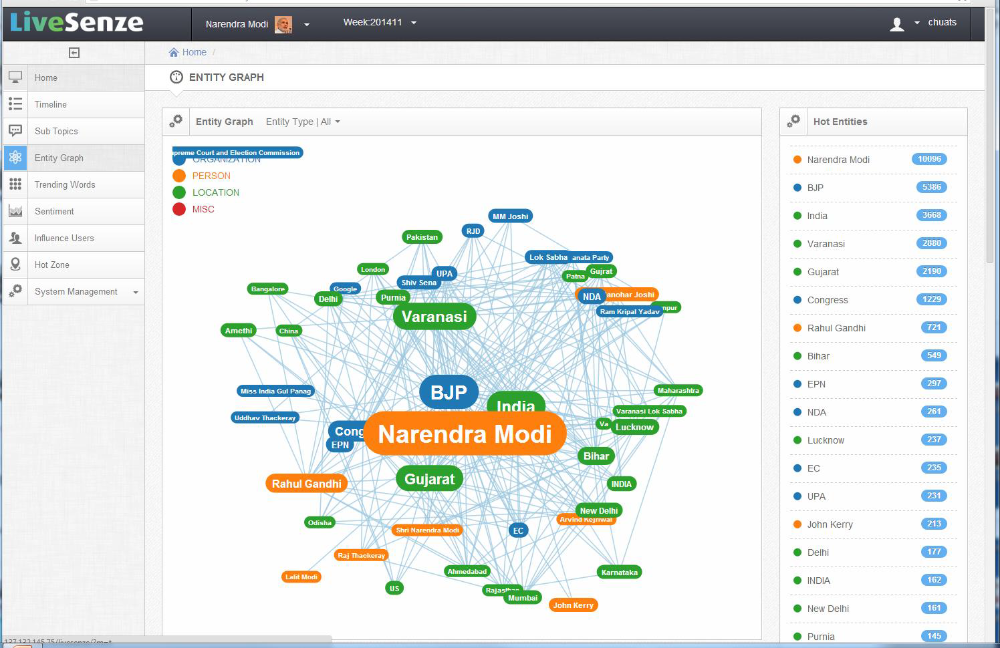 LiveSenze
Narendra Modi
Week:201411
chuats
Home /
ENTITY GRAPH
Home
Timeline
Sub Topics
Entity Graph
Trending Words
Sentiment
Influence Users
Hot Zone
System Management
Entity Graph Entity Type | All
preme Court and Election Commission
ORGANIZATION
PERSON
LOCATION
MISC
MM Joshi
RJD
Pakistan
Lok Sabha
anata Party
London
UPA
Patna
Gujrat
Shiv Sena
Bangalore
Google
Delhi
Purnia
NDA
anohar Joshi
Ram Kripal Yadav
npur
Varanasi
Amethi
China
Miss India Gul Panag
BJP
Maharashtra
India
Varanasi Lok Sabha
Uddhav Thackeray
Va
Lucknow
Cong
Narendra Modi
EPN
Bihar
Rahul Gandhi
Gujarat
INDIA
New Delhi
Arvind Kejriwal
Odisha
Shri Narendra Modi
EC
Raj Thackeray
Ahmedabad
Karnataka
Lalit Modi
US
Mumbai
John Kerry
Hot Entities
Narendra Modi 10096
BJP 5386
India 3668
Varanasi 2880
Gujarat 2190
Congress 1229
Rahul Gandhi 721
Bihar 549
EPN 297
NDA 261
Lucknow 237
EC 235
UPA 231
John Kerry 213
Delhi 177
INDIA 162
New Delhi 161
Purnia 145